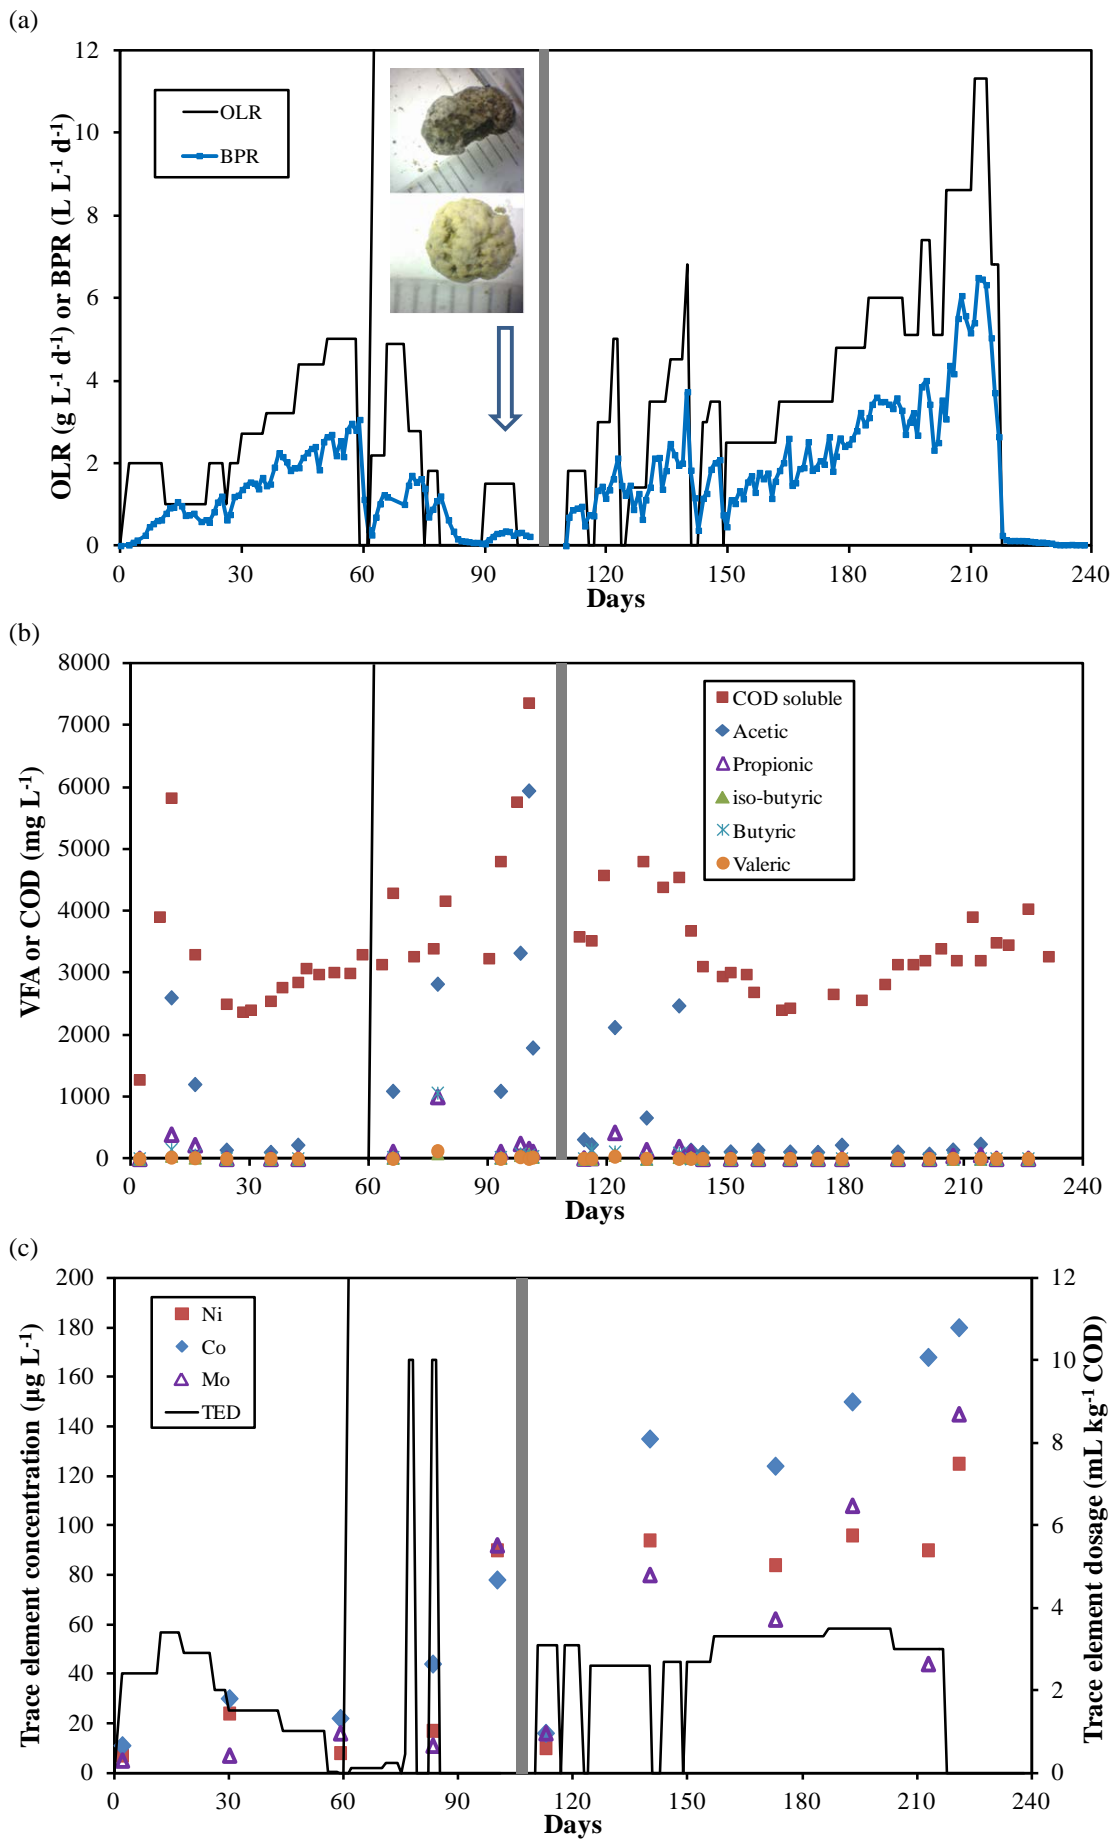 (a)
12
10
8
6
4
2
0
OLR (g L-1 d-1) or BPR (L L-1 d-1)
OLR
BPR
0 30 60 90 120 150 180 210 240
Days
(b)
8000
7000
6000
5000
4000
3000
2000
1000
0
VFA or COD (mg L-1)
COD soluble
Acetic
Propionic
iso-butyric
Butyric
Valeric
0 30 60 90 120 150 180 210 240
Days
(c)
200
180
160
140
120
100
80
60
40
20
0
Trace element concentration (µg L-1)
Ni
Co
Mo
TED
12
10
8
6
4
2
0
Trace element dosage (mL kg-1 COD)
0 30 60 90 120 150 180 210 240
Days